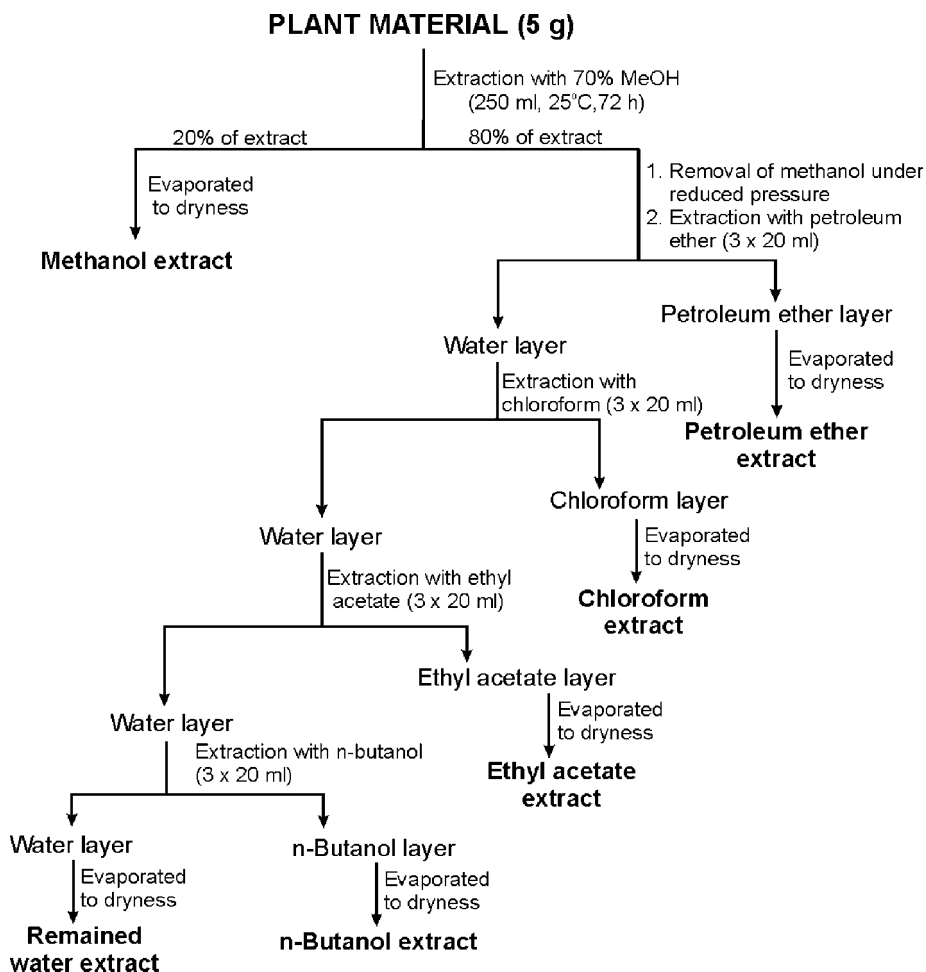 PLANT MATERIAL (5 g)
Extraction with 70% MeOH
(250 ml, 25°C,72 h)
20% of extract
80% of extract
Evaporated
to dryness
Methanol extract
1. Removal of methanol under
reduced pressure
2. Extraction with petroleum
ether (3 x 20 ml)
Petroleum ether layer
Water layer
Evaporated
to dryness
Extraction with
chloroform (3 x 20 ml)
Petroleum ether
extract
Chloroform layer
Water layer
Evaporated
to dryness
Extraction with ethyl
acetate (3 x 20 ml)
Chloroform
extract
Ethyl acetate layer
Water layer
Evaporated
to dryness
Extraction with n-butanol
(3 x 20 ml)
Ethyl acetate
extract
Water layer
n-Butanol layer
Evaporated
to dryness
Evaporated
to dryness
Remained
water extract
n-Butanol extract